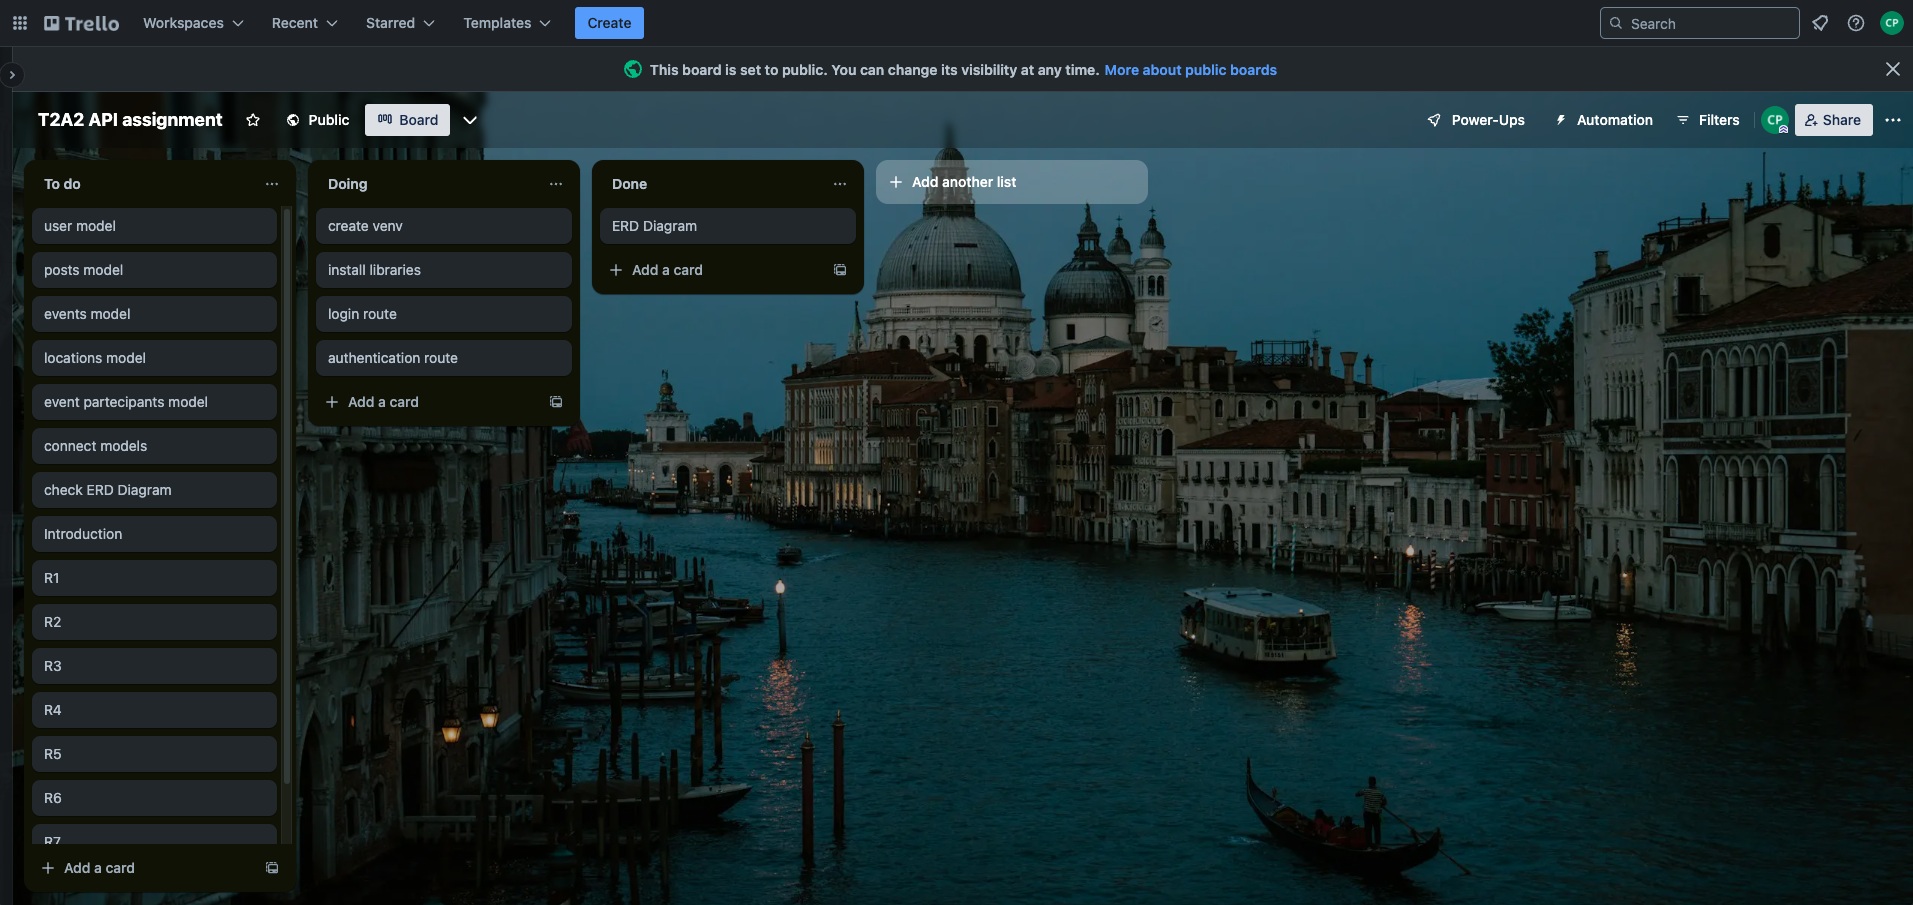 Trello Workspaces Recent Starred Templates Create Search CP
This board is set to public. You can change its visibility at any time. More about public boards
T2A2 API assignment Public Board Power-Ups Automation Filters CP Share
To do
user model
posts model
events model
locations model
event partecipants model
connect models
check ERD Diagram
Introduction
R1
R2
R3
R4
R5
R6
R7
Add a card
Doing
create venv
install libraries
login route
authentication route
Add a card
Done
ERD Diagram
Add a card
Add another list